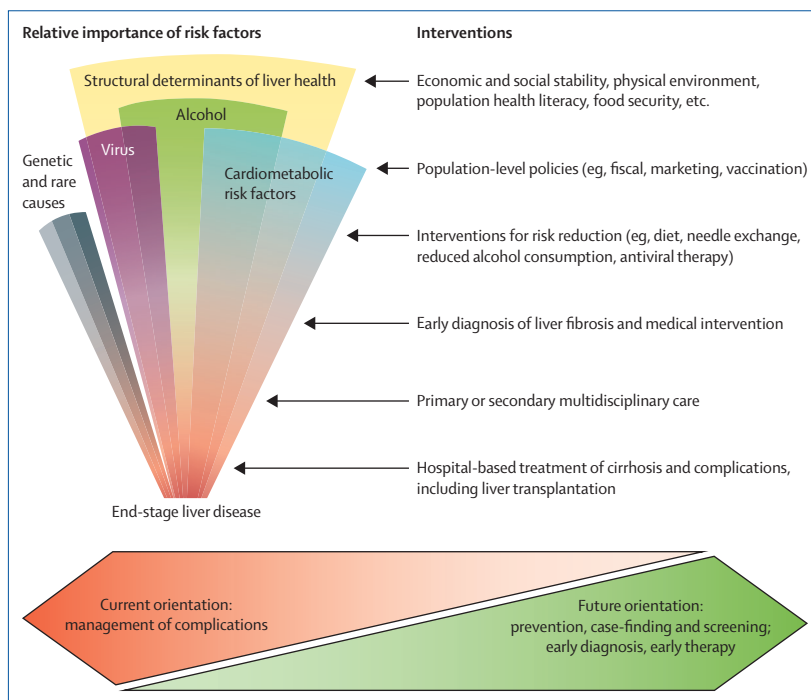 Relative importance of risk factors
Interventions
Structural determinants of liver health
Alcohol
Virus
Cardiometabolic
risk factors
Genetic
and rare
causes
End-stage liver disease
Economic and social stability, physical environment,
population health literacy, food security, etc.
Population-level policies (eg, fiscal, marketing, vaccination)
Interventions for risk reduction (eg, diet, needle exchange,
reduced alcohol consumption, antiviral therapy)
Early diagnosis of liver fibrosis and medical intervention
Primary or secondary multidisciplinary care
Hospital-based treatment of cirrhosis and complications,
including liver transplantation
Current orientation:
management of complications
Future orientation:
prevention, case-finding and screening;
early diagnosis, early therapy